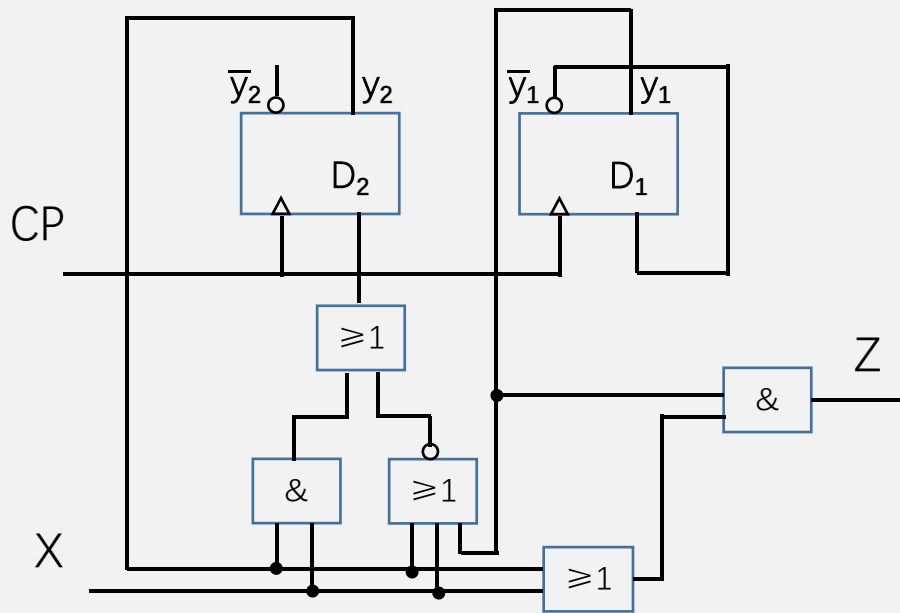 y̅₂ y₂ y̅₁ y₁
D₂ D₁
CP
⩾1
Z
&
& ⩾1
X
⩾1